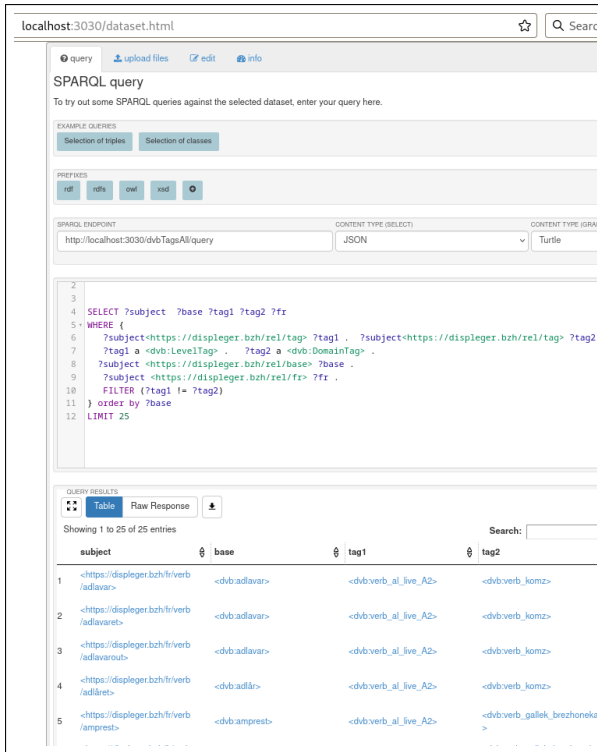 localhost:3030/dataset.html
Searc
query upload files edit info
SPARQL query
To try out some SPARQL queries against the selected dataset, enter your query here.
EXAMPLE QUERIES
Selection of triples Selection of classes
PREFIXES
rdf rdfs owl xsd
SPARQL ENDPOINT CONTENT TYPE (SELECT) CONTENT TYPE (GRAP
http://localhost:3030/dvbTagsAll/query JSON Turtle
2
3
4 SELECT ?subject ?base ?tag1 ?tag2 ?fr
5 WHERE {
6 ?subject<https://displeger.bzh/rel/tag> ?tag1 . ?subject<https://displeger.bzh/rel/tag> ?tag2
7 ?tag1 a <dvb:LevelTag> . ?tag2 a <dvb:DomainTag> .
8 ?subject <https://displeger.bzh/rel/base> ?base .
9 ?subject <https://displeger.bzh/rel/fr> ?fr .
10 FILTER (?tag1 != ?tag2)
11 } order by ?base
12 LIMIT 25
QUERY RESULTS
Table Raw Response
Showing 1 to 25 of 25 entries Search:
subject base tag1 tag2
1 <https://displeger.bzh/fr/verb/adlavar> <dvb:adlavar> <dvb:verb_al_live_A2> <dvb:verb_komz>
2 <https://displeger.bzh/fr/verb/adlavaret> <dvb:adlavar> <dvb:verb_al_live_A2> <dvb:verb_komz>
3 <https://displeger.bzh/fr/verb/adlavarout> <dvb:adlavar> <dvb:verb_al_live_A2> <dvb:verb_komz>
4 <https://displeger.bzh/fr/verb/adlâret> <dvb:adlâr> <dvb:verb_al_live_A2> <dvb:verb_komz>
5 <https://displeger.bzh/fr/verb/amprest> <dvb:amprest> <dvb:verb_al_live_A2> <dvb:verb_gallek_brezhoneka>